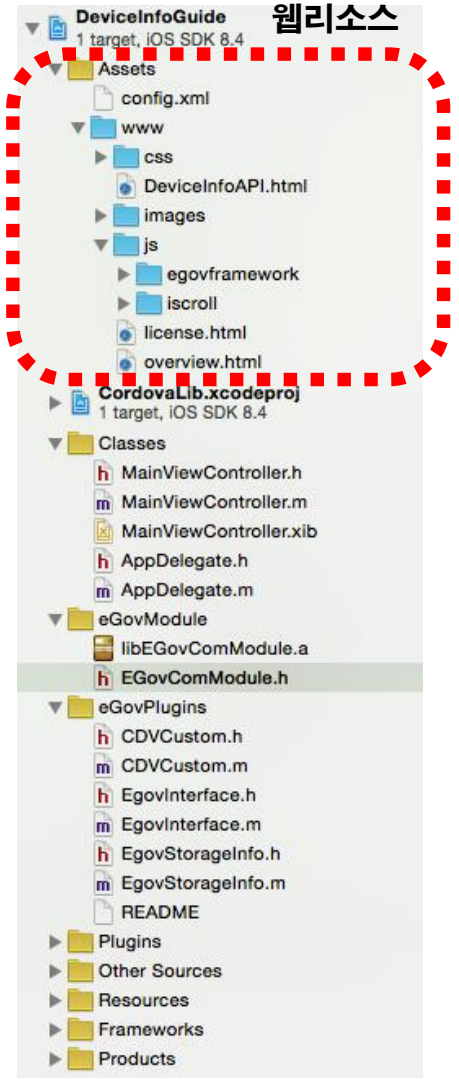 DeviceInfoGuide 웹리소스
1 target, iOS SDK 8.4
Assets
config.xml
www
css
DeviceInfoAPI.html
images
js
egovframework
iscroll
license.html
overview.html
CordovaLib.xcodeproj
1 target, iOS SDK 8.4
Classes
h MainViewController.h
m MainViewController.m
MainViewController.xib
h AppDelegate.h
m AppDelegate.m
eGovModule
libEGovComModule.a
h EGovComModule.h
eGovPlugins
h CDVCustom.h
m CDVCustom.m
h EgovInterface.h
m EgovInterface.m
h EgovStorageInfo.h
m EgovStorageInfo.m
README
Plugins
Other Sources
Resources
Frameworks
Products